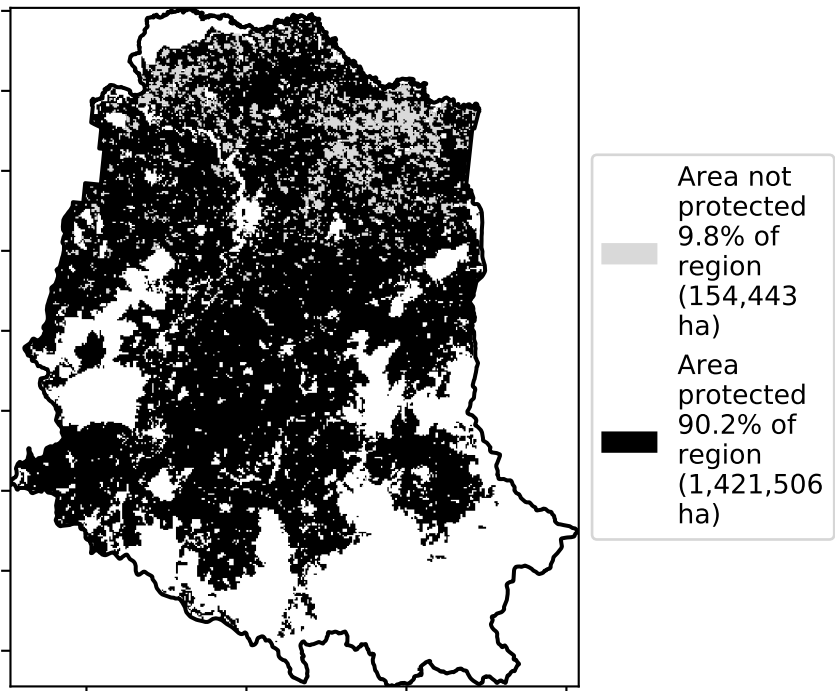 Area not
protected
9.8% of
region
(154,443
ha)
Area
protected
90.2% of
region
(1,421,506
ha)